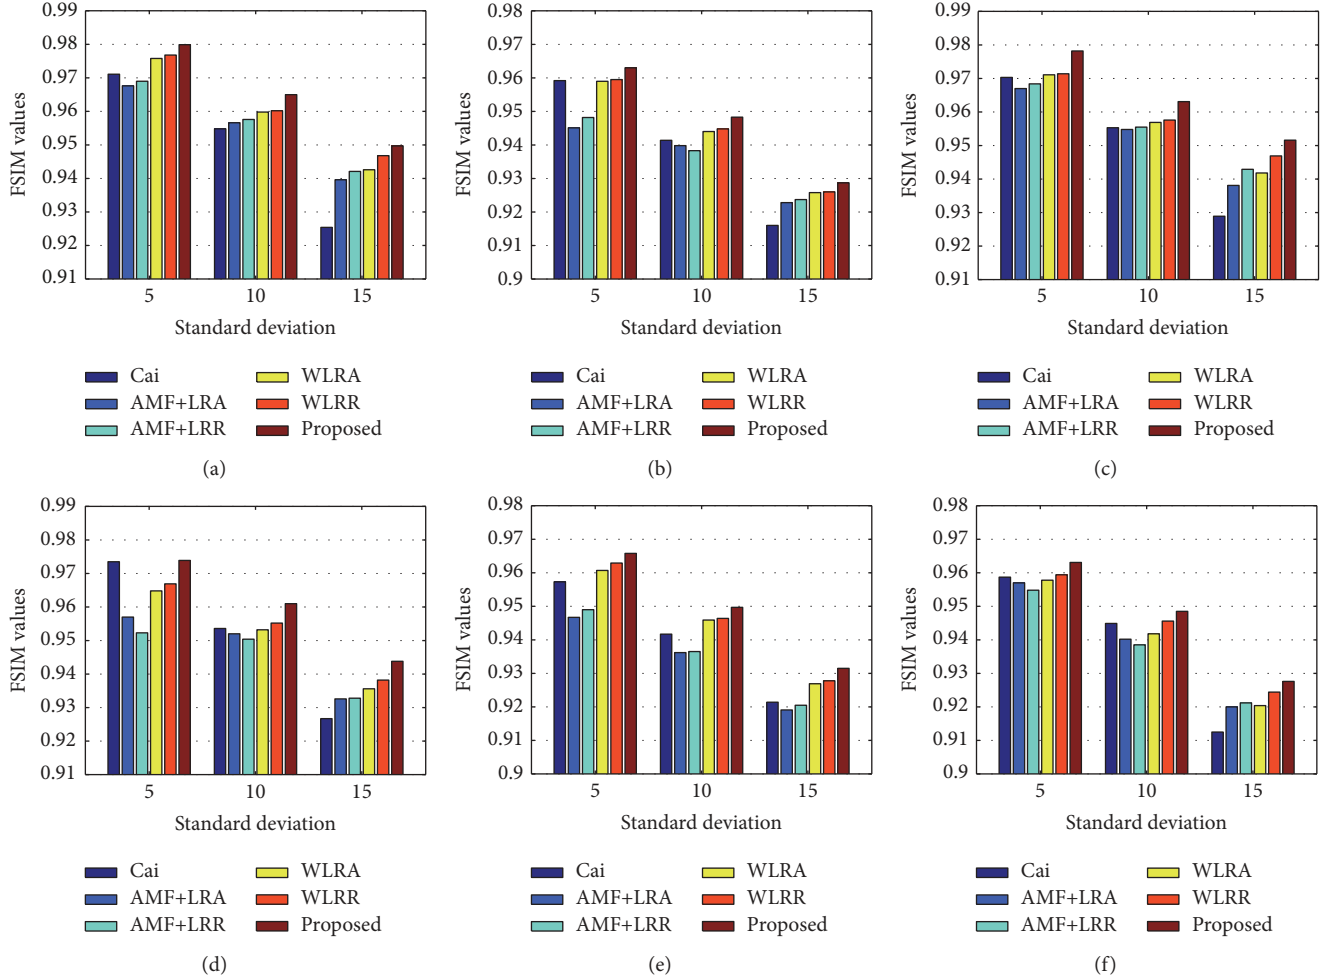 0.99
0.98
0.97
0.96
0.95
0.94
0.93
0.92
0.91
FSIM values
5 10 15
Standard deviation
Cai WLRA
AMF+LRA WLRR
AMF+LRR Proposed
(a)
0.98
0.97
0.96
0.95
0.94
0.93
0.92
0.91
0.9
FSIM values
5 10 15
Standard deviation
Cai WLRA
AMF+LRA WLRR
AMF+LRR Proposed
(b)
0.99
0.98
0.97
0.96
0.95
0.94
0.93
0.92
0.91
FSIM values
5 10 15
Standard deviation
Cai WLRA
AMF+LRA WLRR
AMF+LRR Proposed
(c)
0.99
0.98
0.97
0.96
0.95
0.94
0.93
0.92
0.91
FSIM values
5 10 15
Standard deviation
Cai WLRA
AMF+LRA WLRR
AMF+LRR Proposed
(d)
0.98
0.97
0.96
0.95
0.94
0.93
0.92
0.91
0.9
FSIM values
5 10 15
Standard deviation
Cai WLRA
AMF+LRA WLRR
AMF+LRR Proposed
(e)
0.98
0.97
0.96
0.95
0.94
0.93
0.92
0.91
0.9
FSIM values
5 10 15
Standard deviation
Cai WLRA
AMF+LRA WLRR
AMF+LRR Proposed
(f)